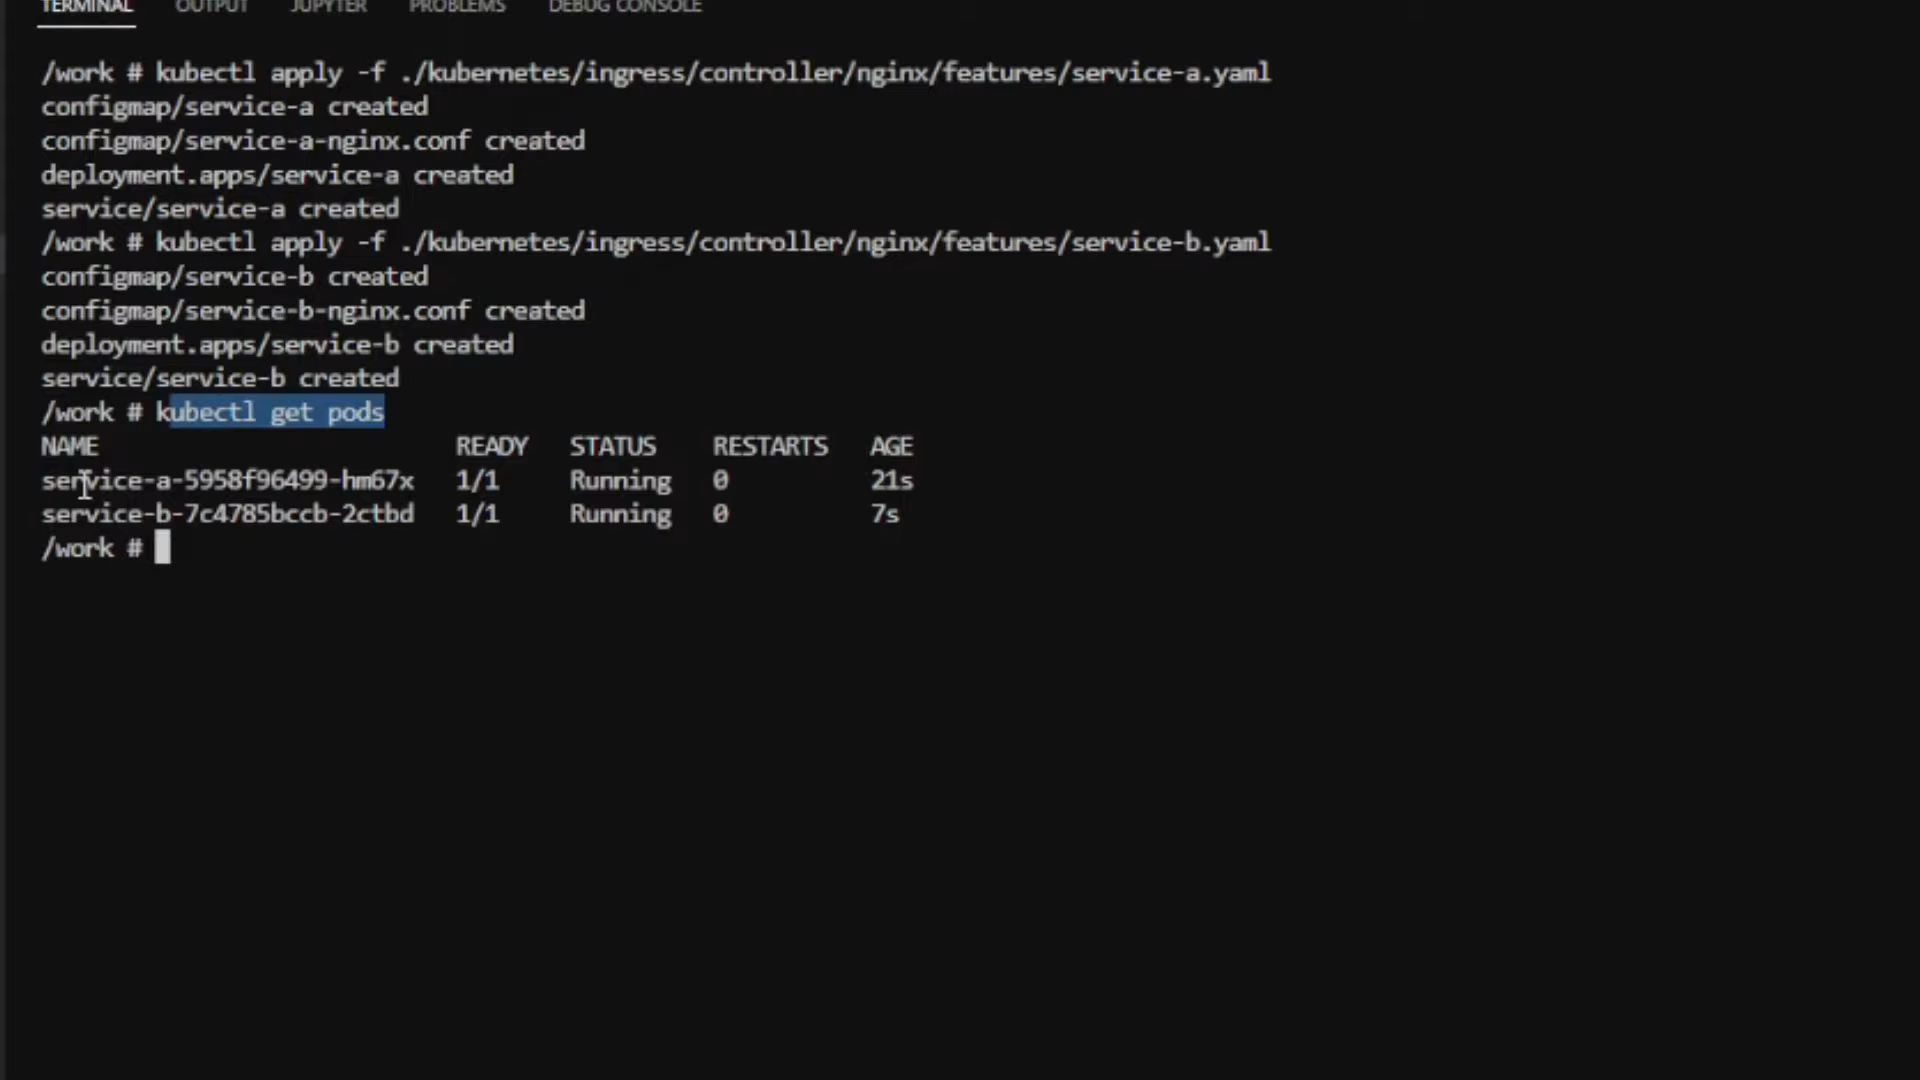 TERMINAL OUTPUT JUPYTER PROBLEMS DEBUG CONSOLE
/work # kubectl apply -f ./kubernetes/ingress/controller/nginx/features/service-a.yaml
configmap/service-a created
configmap/service-a-nginx.conf created
deployment.apps/service-a created
service/service-a created
/work # kubectl apply -f ./kubernetes/ingress/controller/nginx/features/service-b.yaml
configmap/service-b created
configmap/service-b-nginx.conf created
deployment.apps/service-b created
service/service-b created
/work # kubectl get pods
NAME READY STATUS RESTARTS AGE
service-a-5958f96499-hm67x 1/1 Running 0 21s
service-b-7c4785bccb-2ctbd 1/1 Running 0 7s
/work #